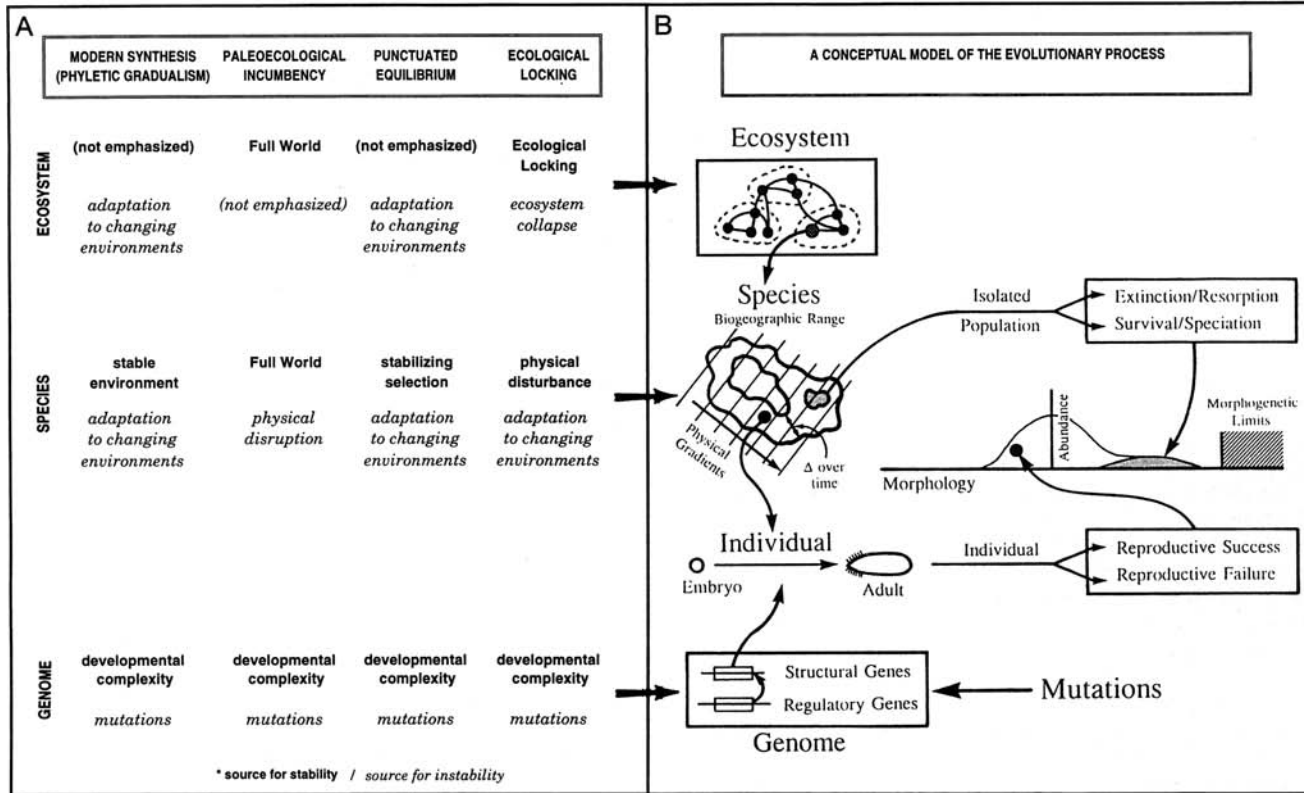 A
MODERN SYNTHESIS
(PHYLETIC GRADUALISM)
PALEOECOLOGICAL
INCUMBENCY
PUNCTUATED
EQUILIBRIUM
ECOLOGICAL
LOCKING
ECOSYSTEM
(not emphasized)
Full World
(not emphasized)
Ecological
Locking
adaptation
to changing
environments
(not emphasized)
adaptation
to changing
environments
ecosystem
collapse
SPECIES
stable
environment
Full World
stabilizing
selection
physical
disturbance
adaptation
to changing
environments
physical
disruption
adaptation
to changing
environments
adaptation
to changing
environments
GENOME
developmental
complexity
developmental
complexity
developmental
complexity
developmental
complexity
mutations
mutations
mutations
mutations
* source for stability / source for instability
B
A CONCEPTUAL MODEL OF THE EVOLUTIONARY PROCESS
Ecosystem
Species
Biogeographic Range
Physical
Gradients
Δ over
time
Isolated
Population
Extinction/Resorption
Survival/Speciation
Abundance
Morphogenetic
Limits
Morphology
Individual
Embryo
Adult
Individual
Reproductive Success
Reproductive Failure
Structural Genes
Regulatory Genes
Mutations
Genome